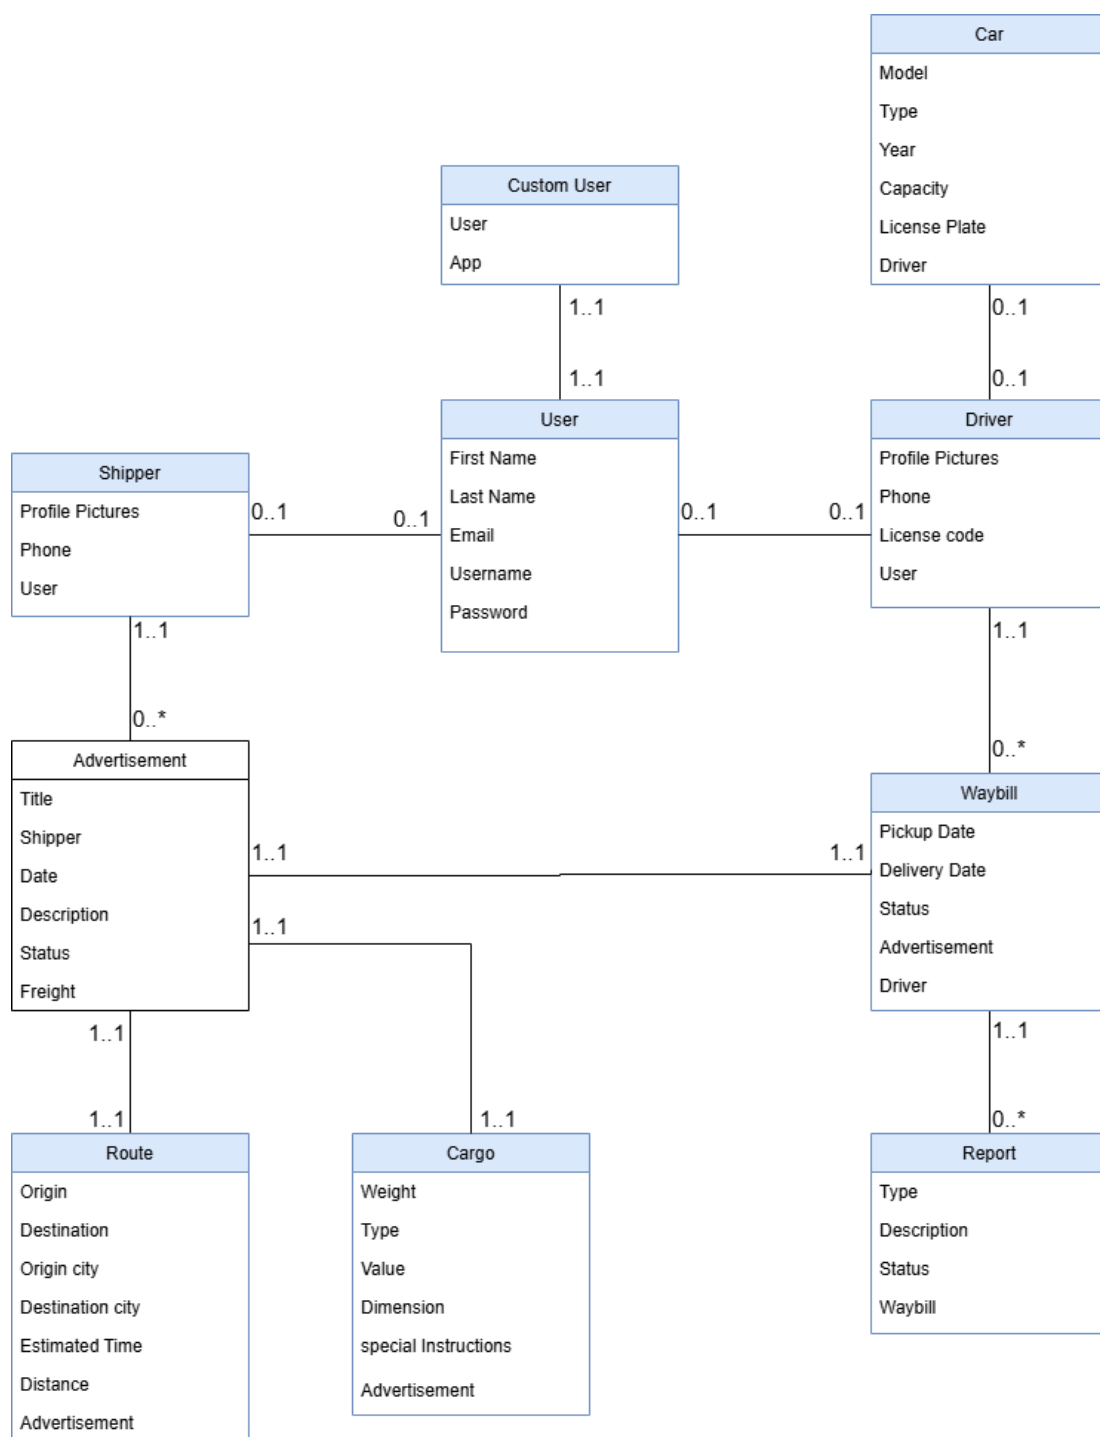 Car
Model
Type
Year
Capacity
License Plate
Driver
Custom User
User
App
1..1
0..1
1..1
0..1
User
First Name
Last Name
Email
Username
Password
Driver
Profile Pictures
Phone
License code
User
Shipper
Profile Pictures
Phone
User
0..1
0..1
0..1
0..1
1..1
1..1
0..*
0..*
Advertisement
Title
Shipper
Date
Description
Status
Freight
Waybill
Pickup Date
Delivery Date
Status
Advertisement
Driver
1..1
1..1
1..1
1..1
1..1
1..1
1..1
0..*
Route
Origin
Destination
Origin city
Destination city
Estimated Time
Distance
Advertisement
Cargo
Weight
Type
Value
Dimension
special Instructions
Advertisement
Report
Type
Description
Status
Waybill